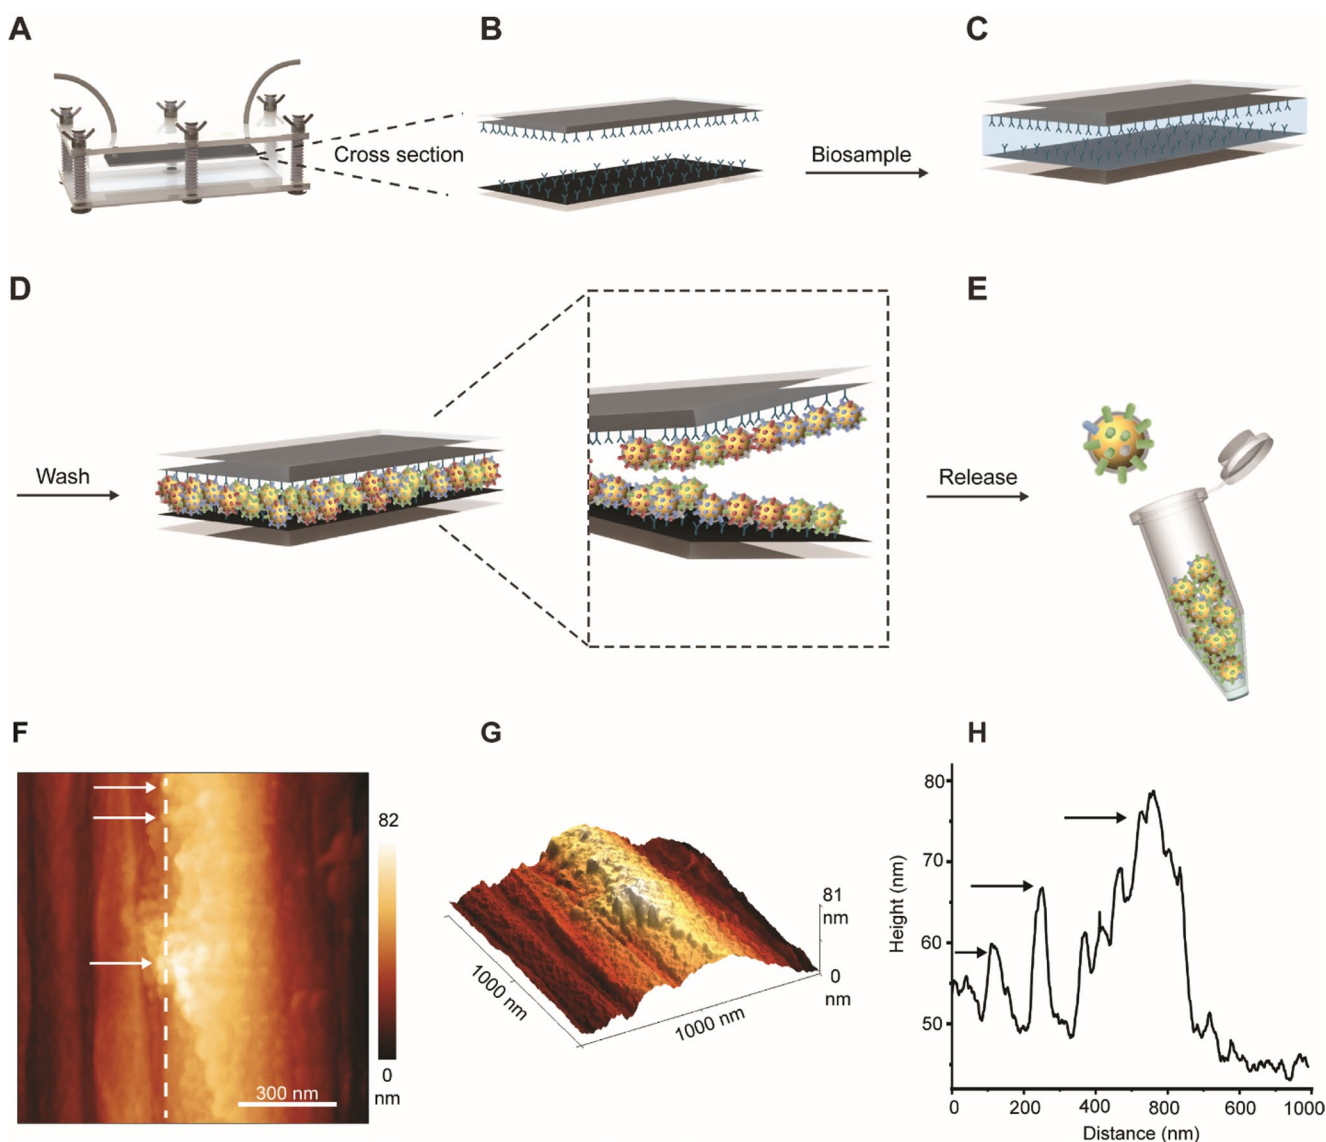 A
B
C
Cross section
Biosample
D
E
Wash
Release
F
G
H
82
0
nm
300 nm
81
nm
0
nm
1000 nm
1000 nm
80
70
60
50
Height (nm)
0 200 400 800 600 1000
Distance (nm)